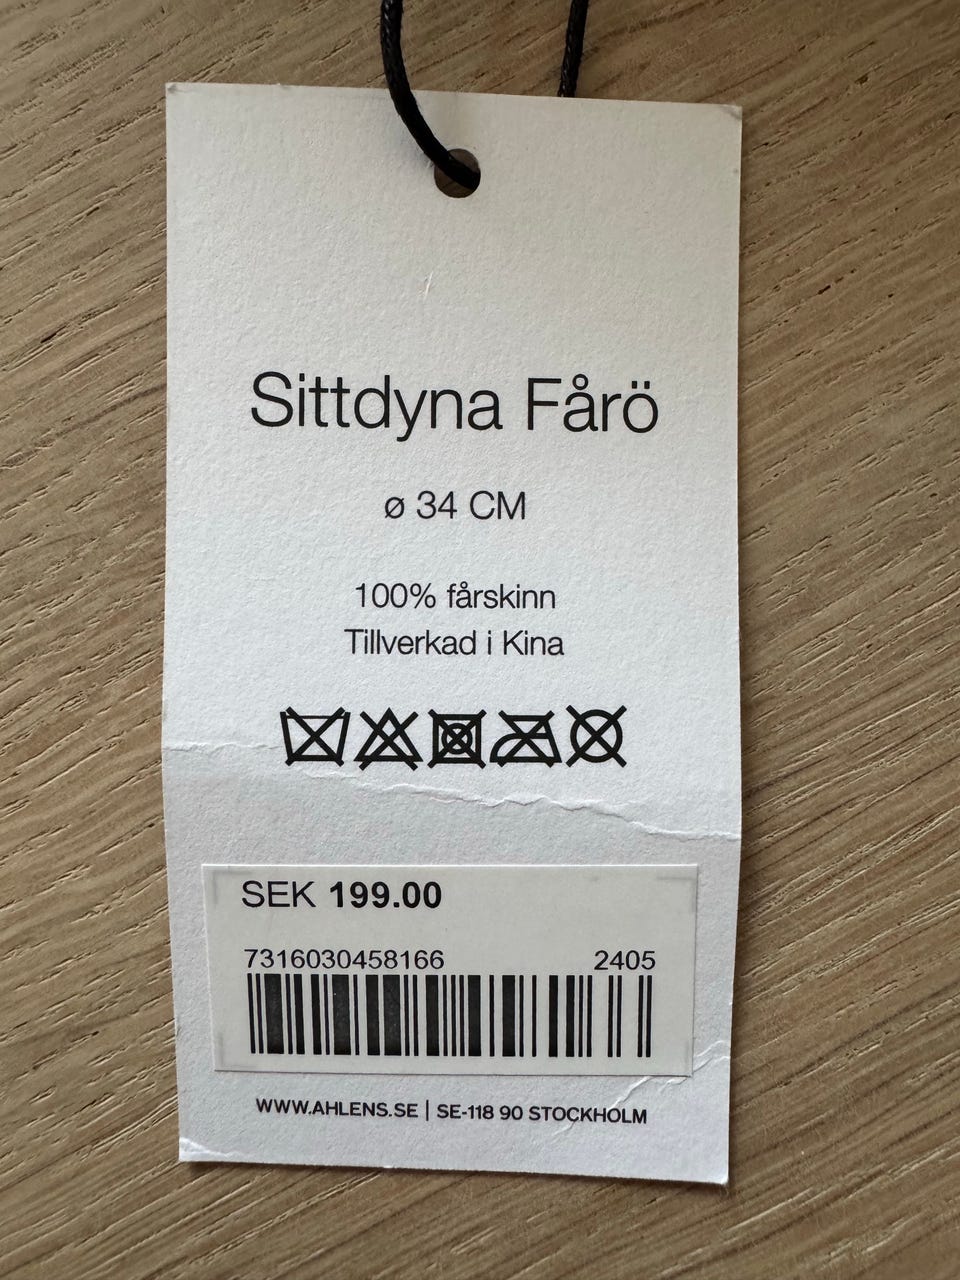 Sittdyna Fårö
ø 34 CM
100% fårskinn
Tillverkad i Kina
SEK 199.00
7316030458166 2405
WWW.AHLENS.SE | SE-118 90 STOCKHOLM